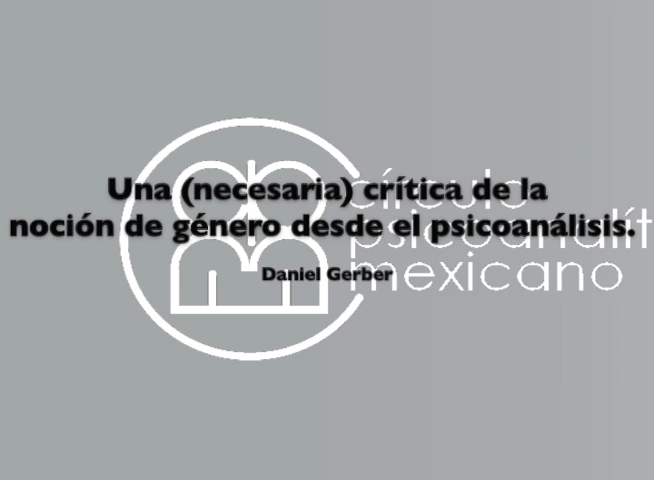 Una (necesaria) crítica de la
noción de género desde el psicoanálisis.
Daniel Gerber
círculo
psicoanalít
mexicano